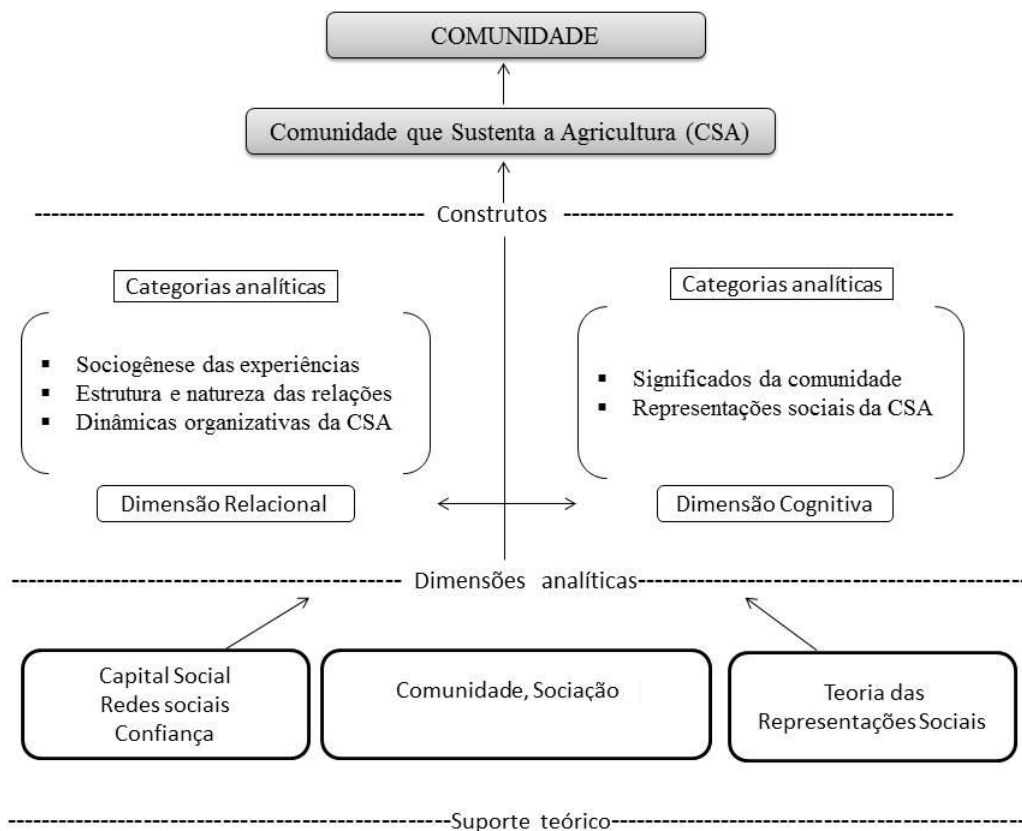 COMUNIDADE
Comunidade que Sustenta a Agricultura (CSA)
Construtos
Categorias analíticas
Sociogênese das experiências
Estrutura e natureza das relações
Dinâmicas organizativas da CSA
Dimensão Relacional
Categorias analíticas
Significados da comunidade
Representações sociais da CSA
Dimensão Cognitiva
Dimensões analíticas
Capital Social
Redes sociais
Confiança
Comunidade, Sociação
Teoria das
Representações Sociais
Suporte teórico